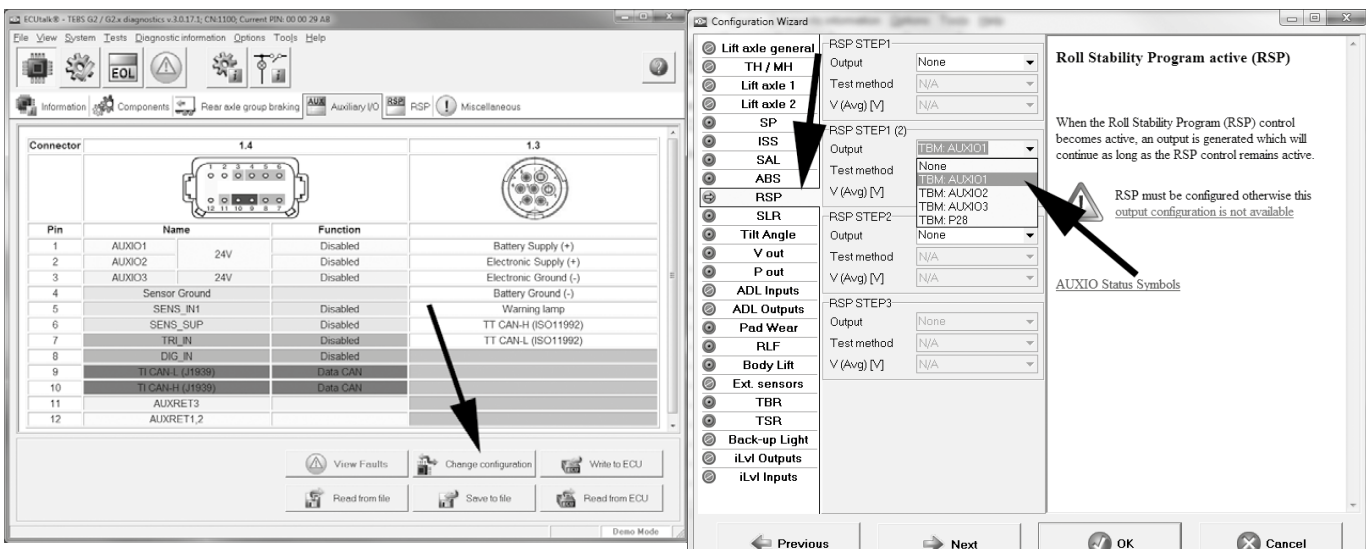 ECUtalk® - TEBS G2 / G2.x diagnostics v.3.0.17.1; CN:1100; Current PIN: 00 00 29 A8
File View System Tests Diagnostic information Options Tools Help
EOL
Information Components Rear axle group braking AUX Auxiliary I/O RSP RSP Miscellaneous
Connector 1.4 1.3
1 2 3 4 5 6
12 11 10 9 8 7
Pin Name Function
1 AUXIO1 24V Disabled Battery Supply (+)
2 AUXIO2 Disabled Electronic Supply (+)
3 AUXIO3 24V Disabled Electronic Ground (-)
4 Sensor Ground Battery Ground (-)
5 SENS_IN1 Disabled Warning lamp
6 SENS_SUP Disabled TT CAN-H (ISO11992)
7 TRI_IN Disabled TT CAN-L (ISO11992)
8 DIG_IN Disabled
9 TI CAN-L (J1939) Data CAN
10 TI CAN-H (J1939) Data CAN
11 AUXRET3
12 AUXRET1,2
View Faults Change configuration Write to ECU
Read from file Save to file Read from ECU
Demo Mode
Configuration Wizard
Lift axle general
TH / MH
Lift axle 1
Lift axle 2
SP
ISS
SAL
ABS
RSP
SLR
Tilt Angle
V out
P out
ADL Inputs
ADL Outputs
Pad Wear
RLF
Body Lift
Ext. sensors
TBR
TSR
Back-up Light
iLvl Outputs
iLvl Inputs
RSP STEP1
Output None
Test method N/A
V (Avg) [V] N/A
RSP STEP1 (2)
Output TBM: AUXIO1
Test method
V (Avg) [V]
None
TBM: AUXIO1
TBM: AUXIO2
TBM: AUXIO3
TBM: P28
RSP STEP2
Output None
Test method N/A
V (Avg) [V] N/A
RSP STEP3
Output None
Test method N/A
V (Avg) [V] N/A
Roll Stability Program active (RSP)
When the Roll Stability Program (RSP) control
becomes active, an output is generated which will
continue as long as the RSP control remains active.
RSP must be configured otherwise this
output configuration is not available
AUXIO Status Symbols
Previous Next OK Cancel